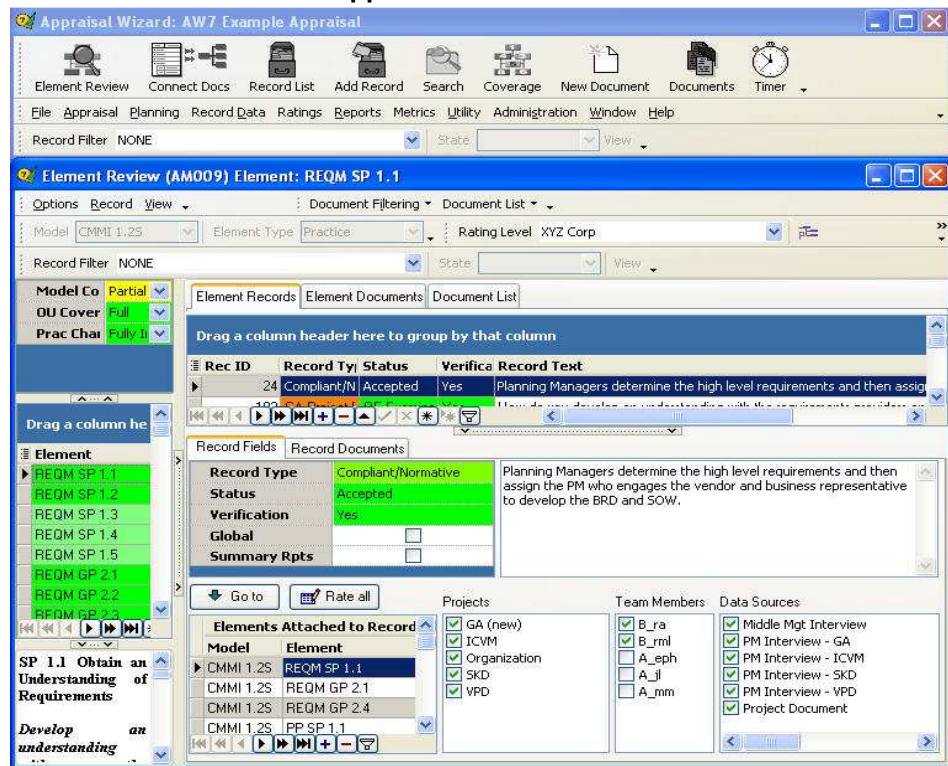 Appraisal Wizard: AW7 Example Appraisal
Element Review Connect Docs Record List Add Record Search Coverage New Document Documents Timer
File Appraisal Planning Record Data Ratings Reports Metrics Utility Administration Window Help
Record Filter NONE State View
Element Review (AM009) Element: REQM SP 1.1
Options Record View Document Filtering Document List
Model CMMI 1.2S Element Type Practice Rating Level XYZ Corp
Record Filter NONE State View
Model Co Partial
OU Cover Full
Prac Char Fully I
Element Records Element Documents Document List
Drag a column header here to group by that column
Rec ID Record Ty Status Verifica Record Text
24 Compliant/N Accepted Yes Planning Managers determine the high level requirements and then assig
Drag a column he
Element
REQM SP 1.1
REQM SP 1.2
REQM SP 1.3
REQM SP 1.4
REQM SP 1.5
REQM GP 2.1
REQM GP 2.2
REQM GP 2.3
SP 1.1 Obtain an
Understanding of
Requirements
Develop an
understanding
Record Fields Record Documents
Record Type Compliant/Normative
Status Accepted
Verification Yes
Global
Summary Rpts
Planning Managers determine the high level requirements and then
assign the PM who engages the vendor and business representative
to develop the BRD and SOW.
Go to Rate all
Elements Attached to Record
Model Element
CMMI 1.2S REQM SP 1.1
CMMI 1.2S REQM GP 2.1
CMMI 1.2S REQM GP 2.4
CMMI 1.2S PP SP 1.1
Projects
GA (new)
ICVM
Organization
SKD
VPD
Team Members
B_ra
B_rml
A_eph
A_jl
A_mm
Data Sources
Middle Mgt Interview
PM Interview - GA
PM Interview - ICVM
PM Interview - SKD
PM Interview - VPD
Project Document